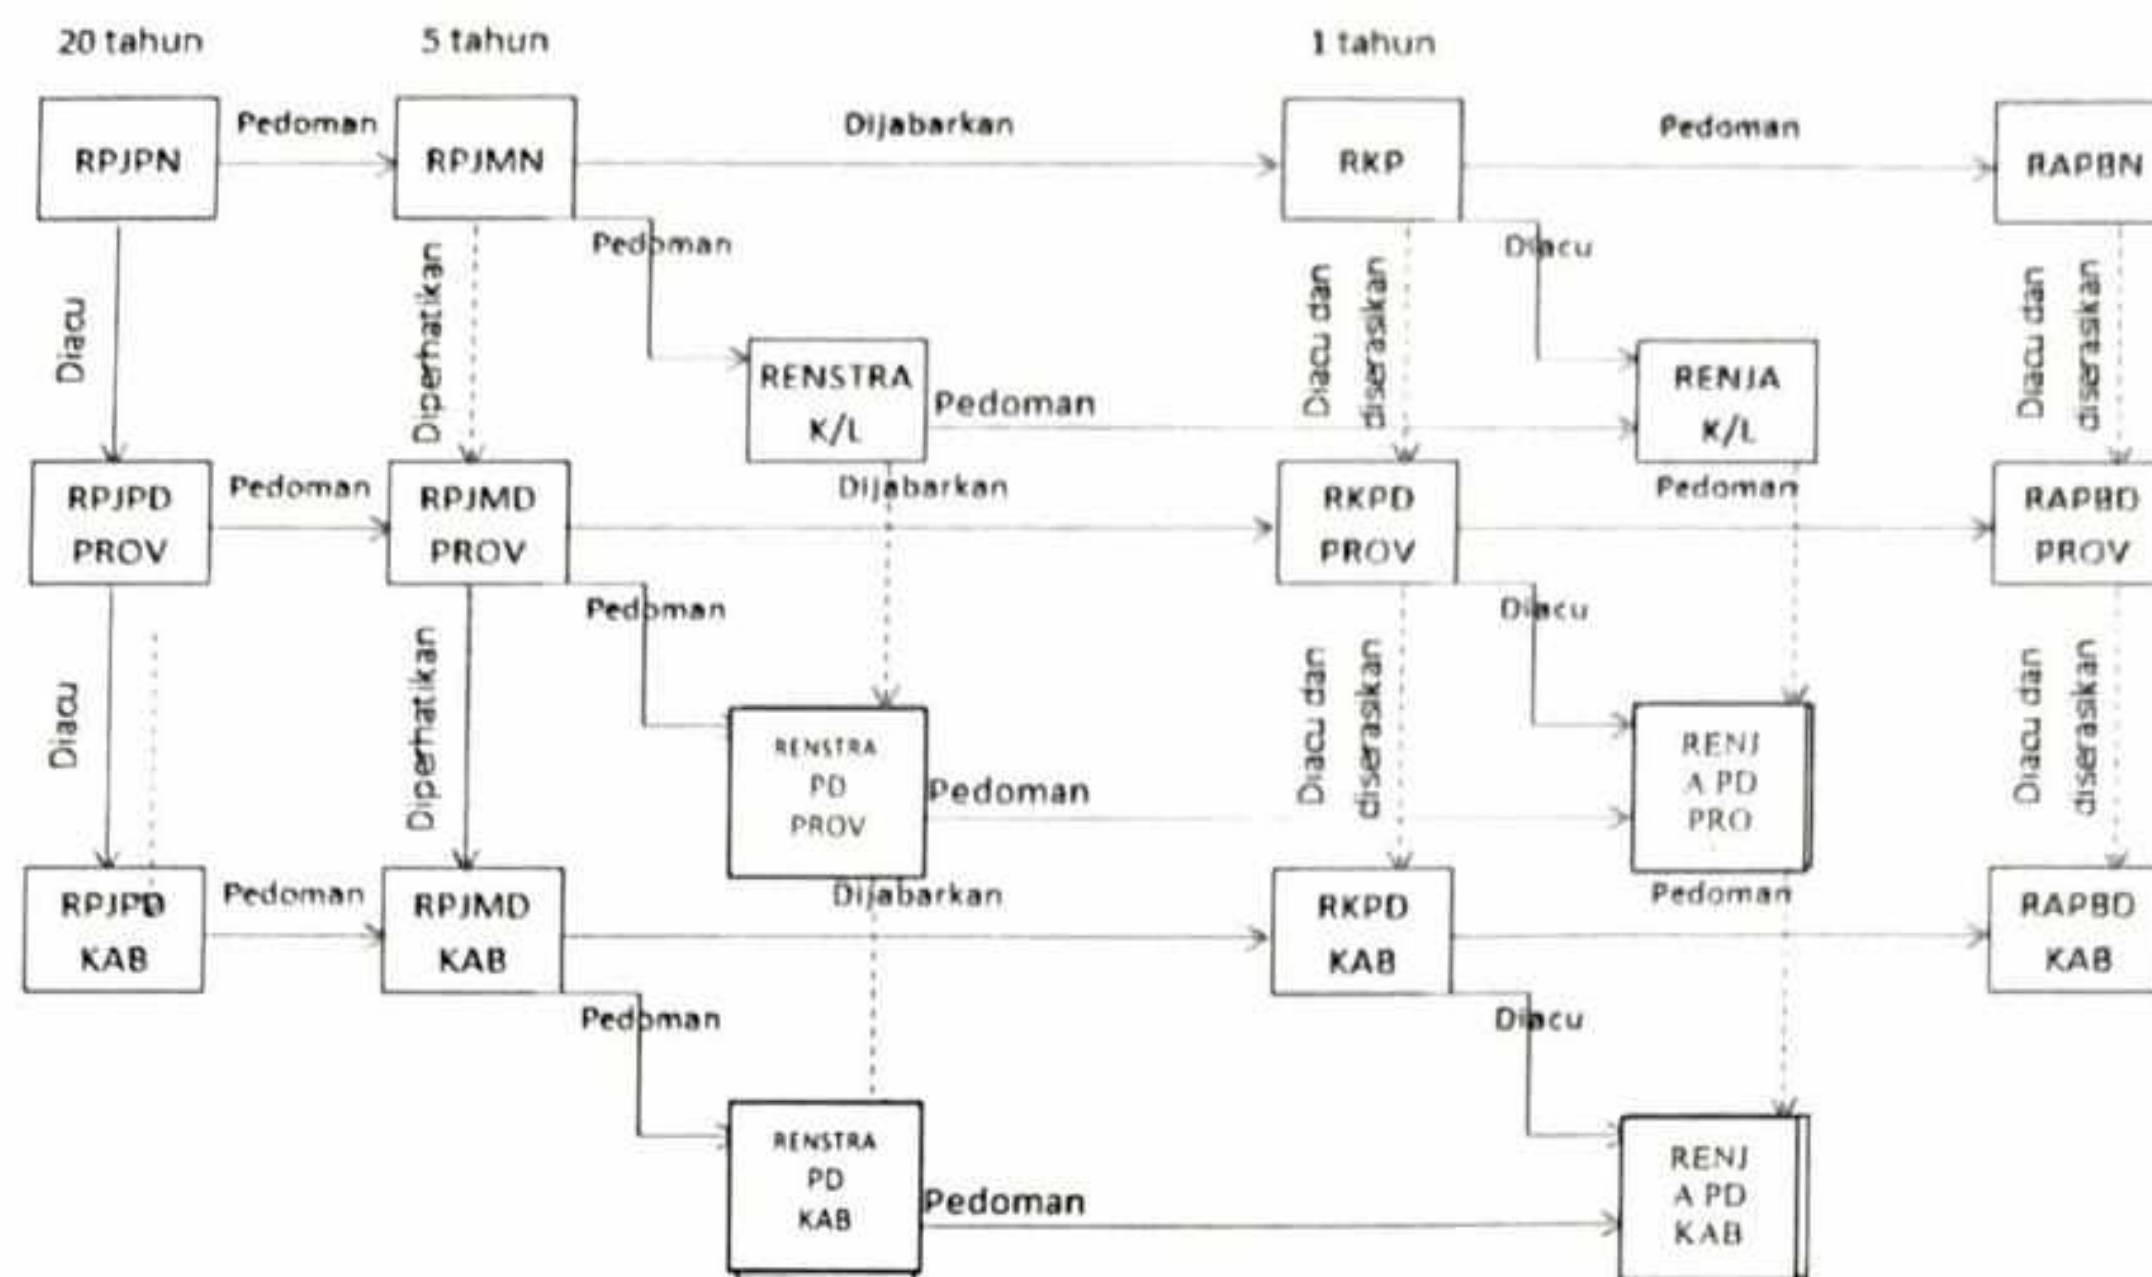 20 tahun
5 tahun
1 tahun
RPJPN
Pedoman
RPJMN
Dijabarkan
RKP
Pedoman
RAPBN
Diacu
Diperhatikan
Pedoman
Diacu dan
diserasikan
Diacu
Diacu dan
diserasikan
RENSTRA
K/L
Pedoman
RENJA
K/L
RPJPD
PROV
Pedoman
RPJMD
PROV
Dijabarkan
RKPD
PROV
Pedoman
RAPBD
PROV
Diacu
Diperhatikan
Pedoman
Diacu dan
diserasikan
Diacu
Diacu dan
diserasikan
RENSTRA
PD
PROV
Pedoman
RENJ
A PD
PRO
RPJPD
KAB
Pedoman
RPJMD
KAB
Dijabarkan
RKPD
KAB
Pedoman
RAPBD
KAB
Pedoman
Diacu
RENSTRA
PD
KAB
Pedoman
RENJ
A PD
KAB